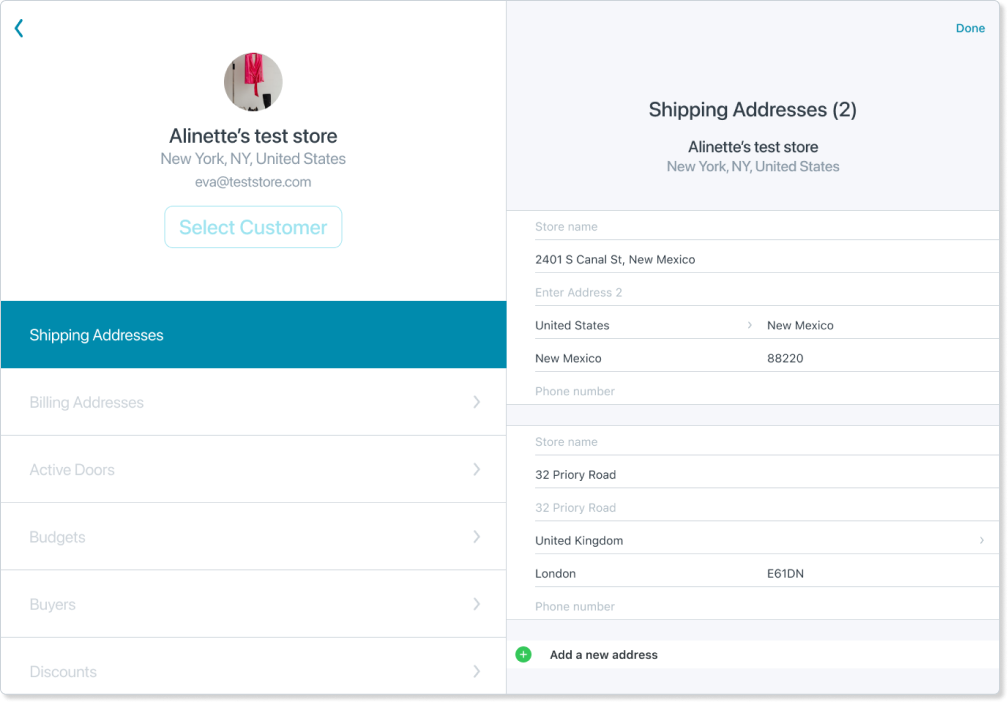 Alinette's test store
New York, NY, United States
eva@teststore.com
Select Customer
Shipping Addresses
Billing Addresses
Active Doors
Budgets
Buyers
Discounts
Done
Shipping Addresses (2)
Alinette's test store
New York, NY, United States
Store name
2401 S Canal St, New Mexico
Enter Address 2
United States New Mexico
New Mexico 88220
Phone number
Store name
32 Priory Road
32 Priory Road
United Kingdom
London E61DN
Phone number
Add a new address